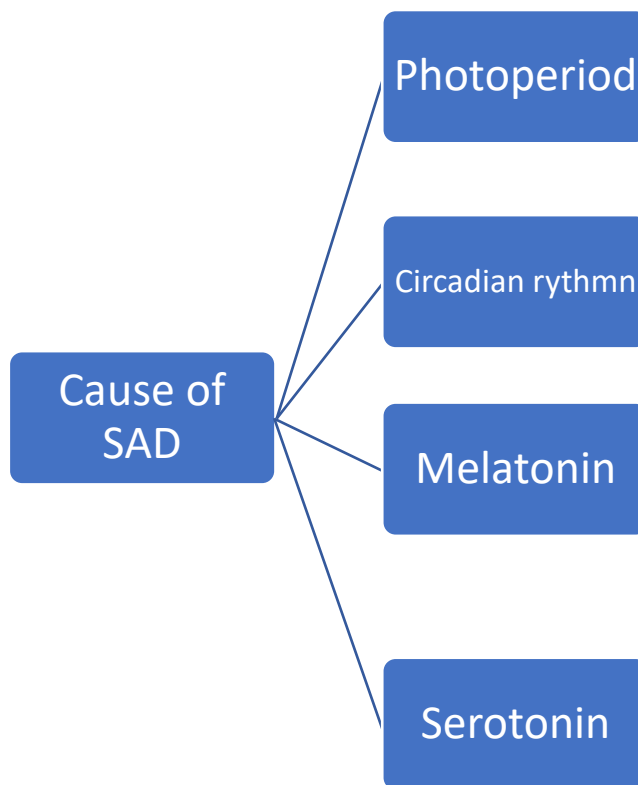 Photoperiod
Circadian rythmn
Cause of
SAD
Melatonin
Serotonin